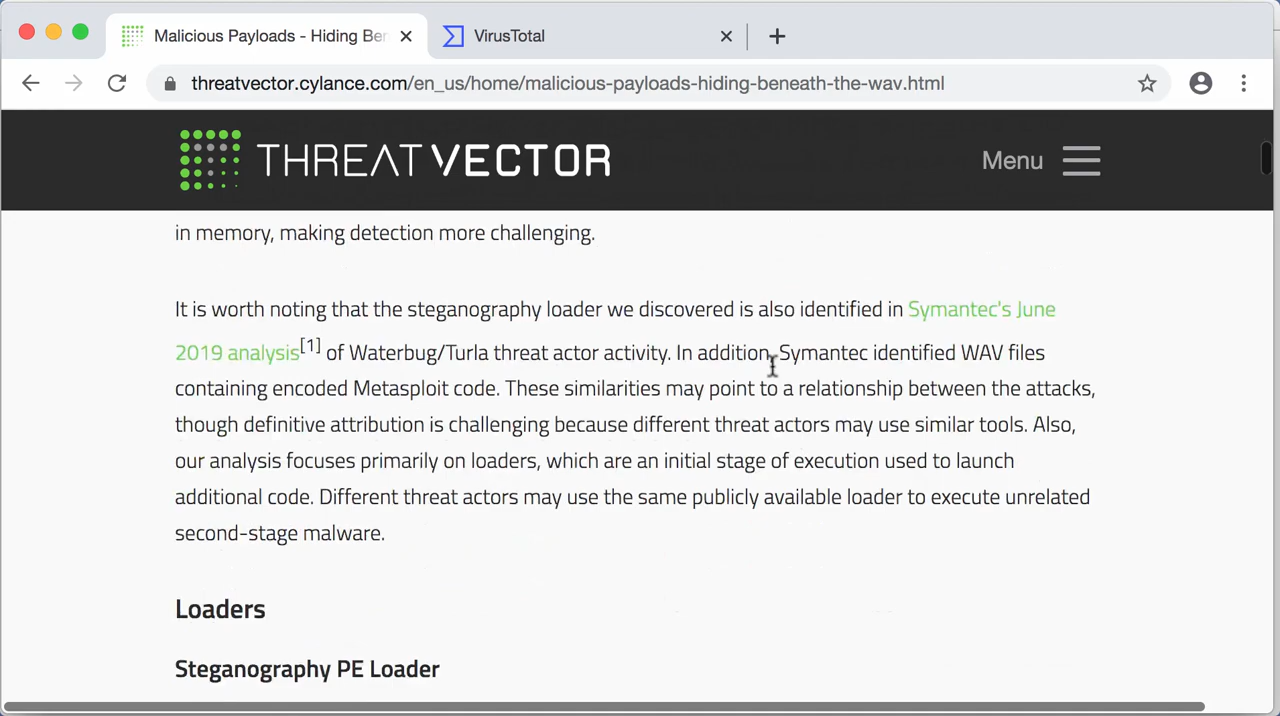 Malicious Payloads - Hiding Ben
VirusTotal
threatvector.cylance.com/en_us/home/malicious-payloads-hiding-beneath-the-wav.html
THREATVECTOR
Menu
in memory, making detection more challenging.
It is worth noting that the steganography loader we discovered is also identified in Symantec's June
2019 analysis[1] of Waterbug/Turla threat actor activity. In addition, Symantec identified WAV files
containing encoded Metasploit code. These similarities may point to a relationship between the attacks,
though definitive attribution is challenging because different threat actors may use similar tools. Also,
our analysis focuses primarily on loaders, which are an initial stage of execution used to launch
additional code. Different threat actors may use the same publicly available loader to execute unrelated
second-stage malware.
Loaders
Steganography PE Loader